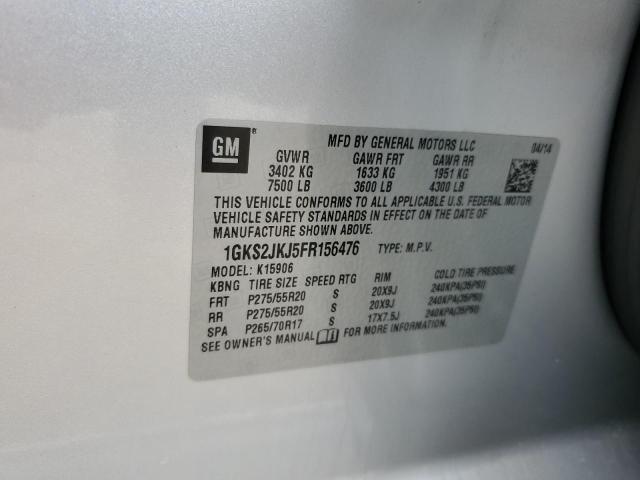 GM ®
MFD BY GENERAL MOTORS LLC 04/14
GVWR GAWR FRT GAWR RR
3402 KG 1633 KG 1951 KG
7500 LB 3600 LB 4300 LB
THIS VEHICLE CONFORMS TO ALL APPLICABLE U.S. FEDERAL MOTOR
VEHICLE SAFETY STANDARDS IN EFFECT ON THE DATE OF
MANUFACTURE SHOWN ABOVE.
1GKS2JKJ5FR156476 TYPE: M.P.V.
MODEL: K15906
KBNG TIRE SIZE SPEED RTG RIM COLD TIRE PRESSURE
FRT P275/55R20 S 20X9J 240KPA(35PSI)
RR P275/55R20 S 20X9J 240KPA(35PSI)
SPA P265/70R17 S 17X7.5J 240KPA(35PSI)
SEE OWNER'S MANUAL